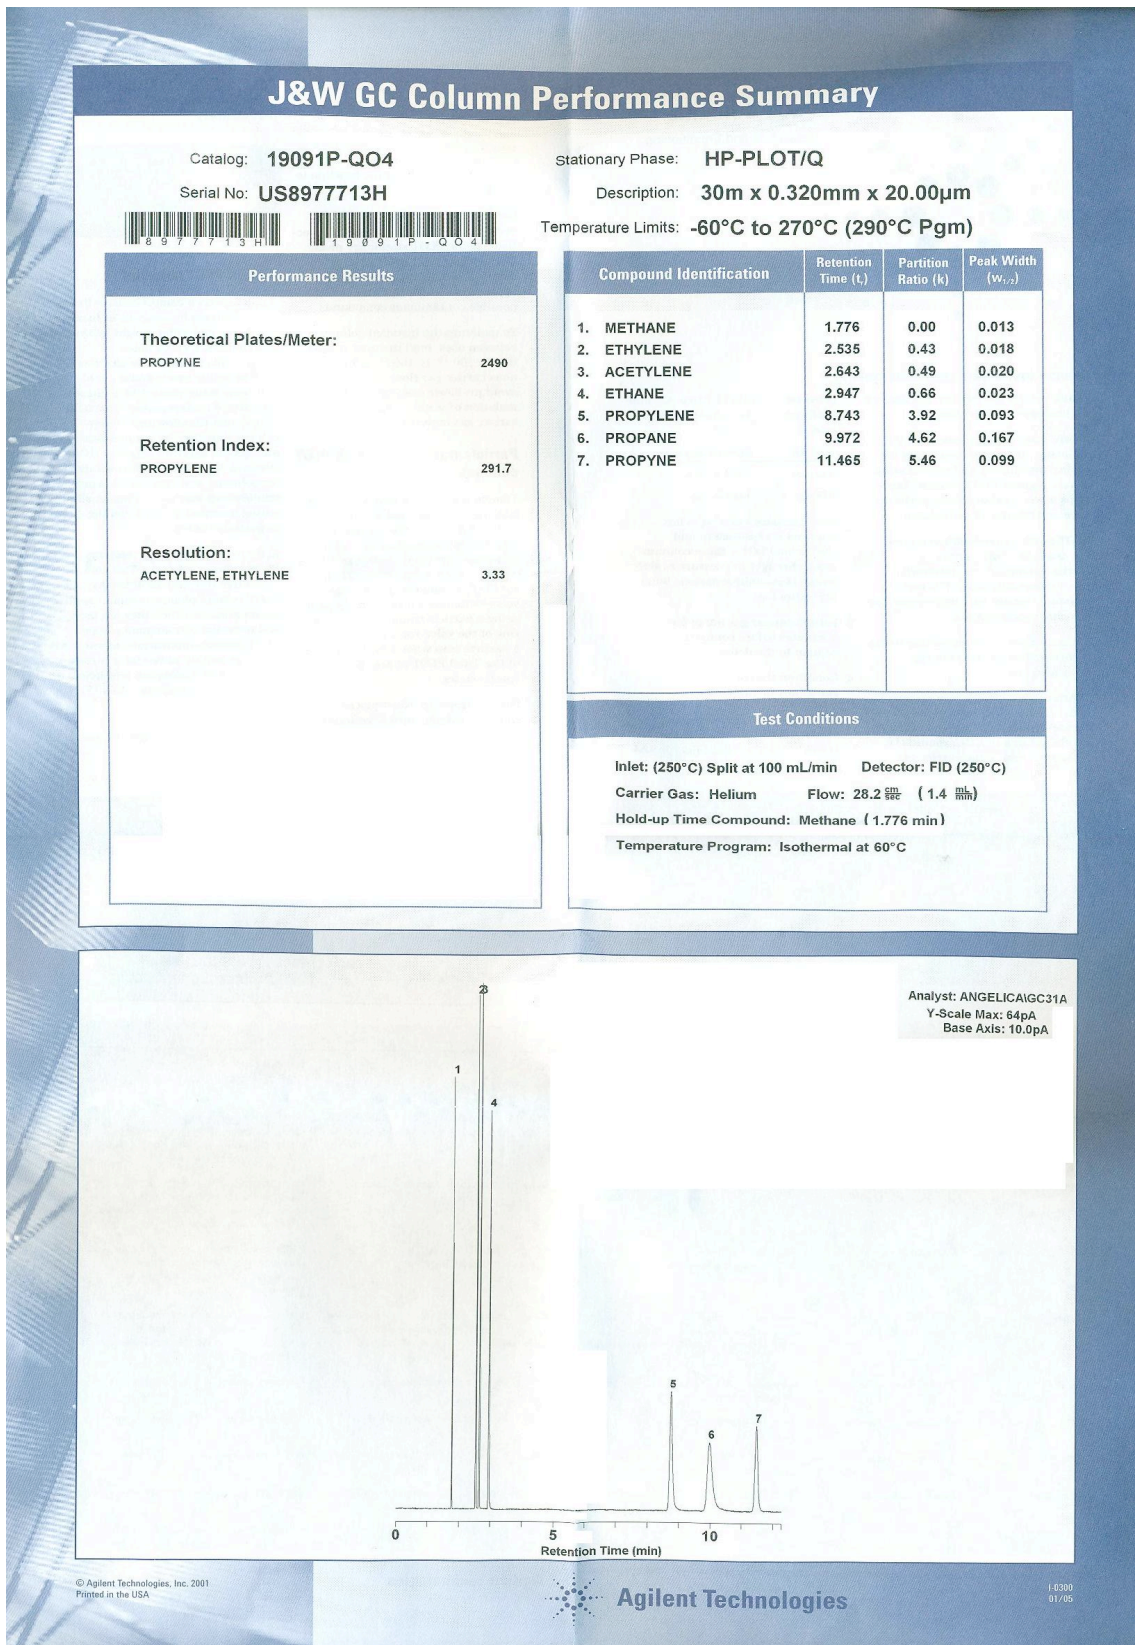 J&W GC Column Performance Summary
Catalog: 19091P-QO4
Serial No: US8977713H
8977713H 19091P-QO4
Stationary Phase: HP-PLOT/Q
Description: 30m x 0.320mm x 20.00µm
Temperature Limits: -60°C to 270°C (290°C Pgm)
Performance Results
Theoretical Plates/Meter:
PROPYNE 2490
Retention Index:
PROPYLENE 291.7
Resolution:
ACETYLENE, ETHYLENE 3.33
Compound Identification Retention Time (tr) Partition Ratio (k) Peak Width (w1/2)
1. METHANE 1.776 0.00 0.013
2. ETHYLENE 2.535 0.43 0.018
3. ACETYLENE 2.643 0.49 0.020
4. ETHANE 2.947 0.66 0.023
5. PROPYLENE 8.743 3.92 0.093
6. PROPANE 9.972 4.62 0.167
7. PROPYNE 11.465 5.46 0.099
Test Conditions
Inlet: (250°C) Split at 100 mL/min Detector: FID (250°C)
Carrier Gas: Helium Flow: 28.2 cm/sec (1.4 mL/min)
Hold-up Time Compound: Methane (1.776 min)
Temperature Program: Isothermal at 60°C
Analyst: ANGELICA\GC31A
Y-Scale Max: 64pA
Base Axis: 10.0pA
23
1
4
5
6
7
0 5 10
Retention Time (min)
© Agilent Technologies, Inc. 2001
Printed in the USA
Agilent Technologies
I-0300
01/05